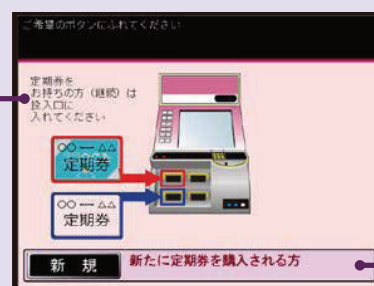 ご希望のボタンにふれてください
定期券を
お持ちの方（継続）は
投入口に
入れてください
○○ ー △△
定期券
○○ ー △△
定期券
新 規
新たに定期券を購入される方